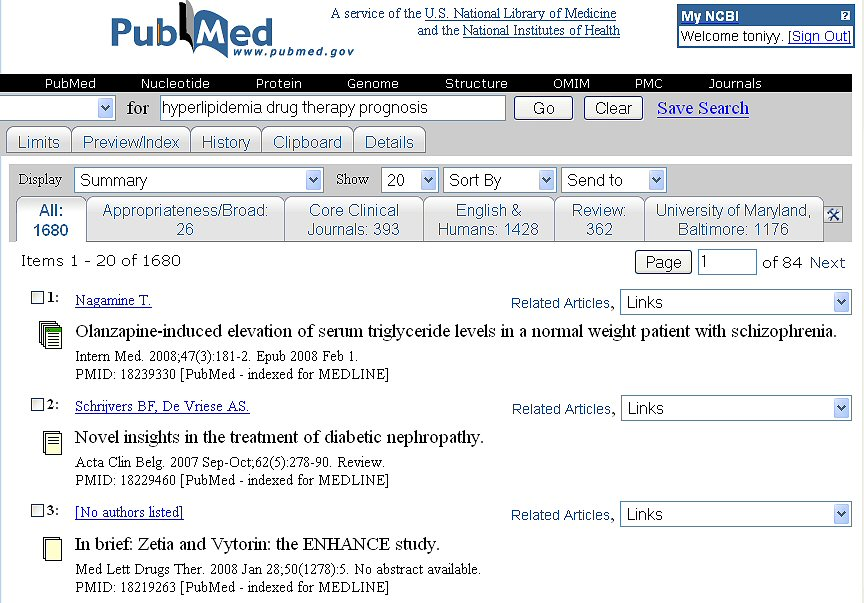 PubMed
www.pubmed.gov
A service of the U.S. National Library of Medicine
and the National Institutes of Health
My NCBI ?
Welcome toniyy. [Sign Out]
PubMed Nucleotide Protein Genome Structure OMIM PMC Journals
for hyperlipidemia drug therapy prognosis Go Clear Save Search
Limits Preview/Index History Clipboard Details
Display Summary Show 20 Sort By Send to
All: 1680
Appropriateness/Broad: 26
Core Clinical Journals: 393
English & Humans: 1428
Review: 362
University of Maryland, Baltimore: 1176
Items 1 - 20 of 1680 Page 1 of 84 Next
1: Nagamine T. Related Articles, Links
Olanzapine-induced elevation of serum triglyceride levels in a normal weight patient with schizophrenia.
Intern Med. 2008;47(3):181-2. Epub 2008 Feb 1.
PMID: 18239330 [PubMed - indexed for MEDLINE]
2: Schrijvers BF, De Vriese AS. Related Articles, Links
Novel insights in the treatment of diabetic nephropathy.
Acta Clin Belg. 2007 Sep-Oct;62(5):278-90. Review.
PMID: 18229460 [PubMed - indexed for MEDLINE]
3: [No authors listed] Related Articles, Links
In brief: Zetia and Vytorin: the ENHANCE study.
Med Lett Drugs Ther. 2008 Jan 28;50(1278):5. No abstract available.
PMID: 18219263 [PubMed - indexed for MEDLINE]